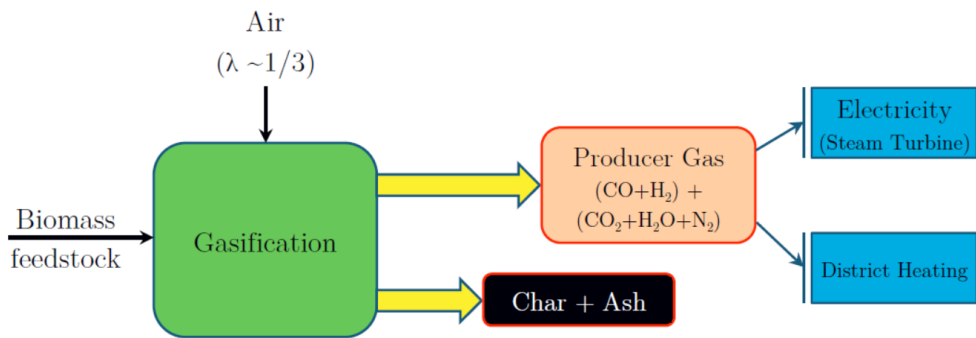 Air
(λ ~1/3)
Biomass
feedstock
Gasification
Producer Gas
(CO+H₂) +
(CO₂+H₂O+N₂)
Char + Ash
Electricity
(Steam Turbine)
District Heating